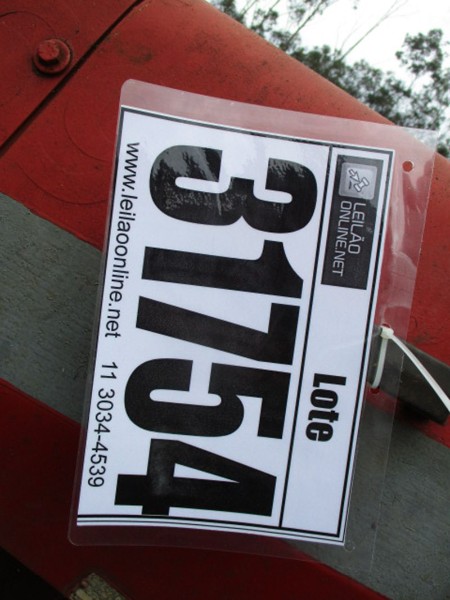 LEILÃO
ONLINE.NET
Lote
31754
www.leilaoonline.net 11 3034-4539